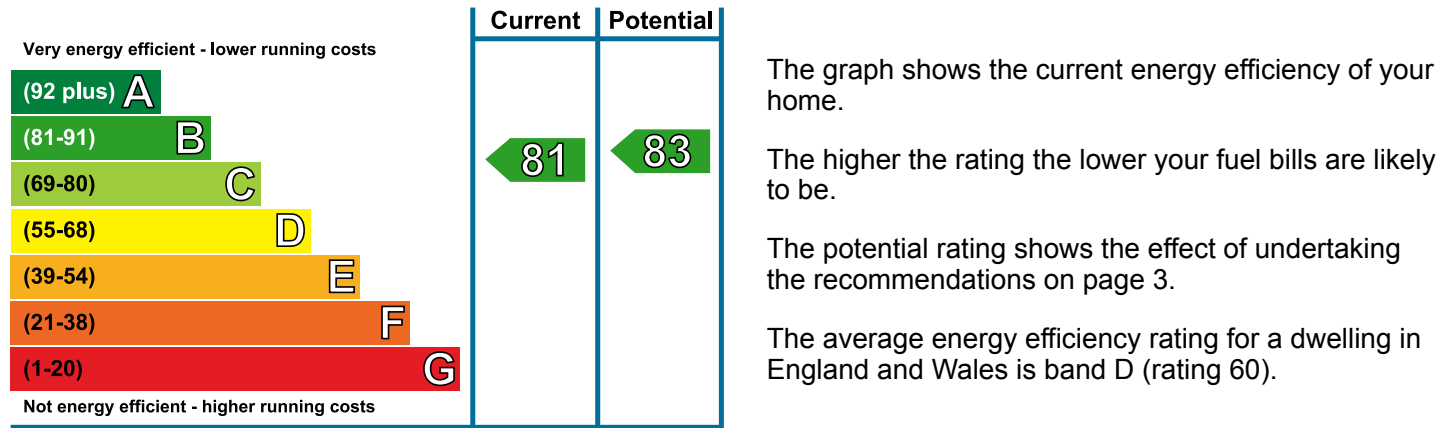 Current Potential
Very energy efficient - lower running costs
(92 plus) A
(81-91) B
(69-80) C
(55-68) D
(39-54) E
(21-38) F
(1-20) G
Not energy efficient - higher running costs
81 83
The graph shows the current energy efficiency of your
home.
The higher the rating the lower your fuel bills are likely
to be.
The potential rating shows the effect of undertaking
the recommendations on page 3.
The average energy efficiency rating for a dwelling in
England and Wales is band D (rating 60).